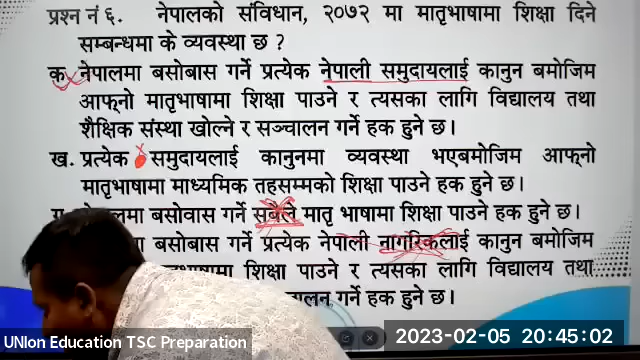 प्रश्न नं ६. नेपालको संविधान, २०७२ मा मातृभाषामा शिक्षा दिने
सम्बन्धमा के व्यवस्था छ ?
क. नेपालमा बसोबास गर्ने प्रत्येक नेपाली समुदायलाई कानुन बमोजिम
आफ्नो मातृभाषामा शिक्षा पाउने र त्यसका लागि विद्यालय तथा
शैक्षिक संस्था खोल्ने र सञ्चालन गर्ने हक हुने छ ।
ख. प्रत्येक समुदायलाई कानुनमा व्यवस्था भएबमोजिम आफ्नो
मातृभाषामा माध्यमिक तहसम्मको शिक्षा पाउने हक हुने छ ।
बसोवास गर्ने सबैले मातृ भाषामा शिक्षा पाउने हक हुने छ ।
बसोबास गर्ने प्रत्येक नेपाली नागरिकलाई कानुन बमोजिम
शिक्षा पाउने र त्यसका लागि विद्यालय तथा
गर्ने हक हुने छ ।
UNIon Education TSC Preparation
2023-02-05 20:45:02